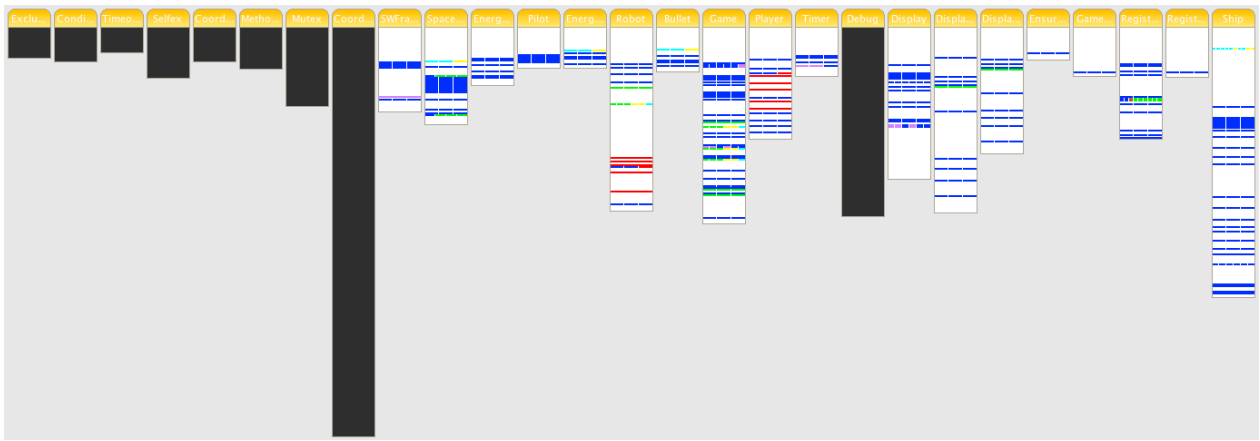 Exclu...
Condi...
Timeo...
Selfex
Coord...
Metho...
Mutex
Coord...
SWFra...
Space...
Energ...
Pilot
Energ...
Robot
Bullet
Game
Player
Timer
Debug
Display
Displa...
Displa...
Ensur...
Game...
Regist...
Regist...
Ship